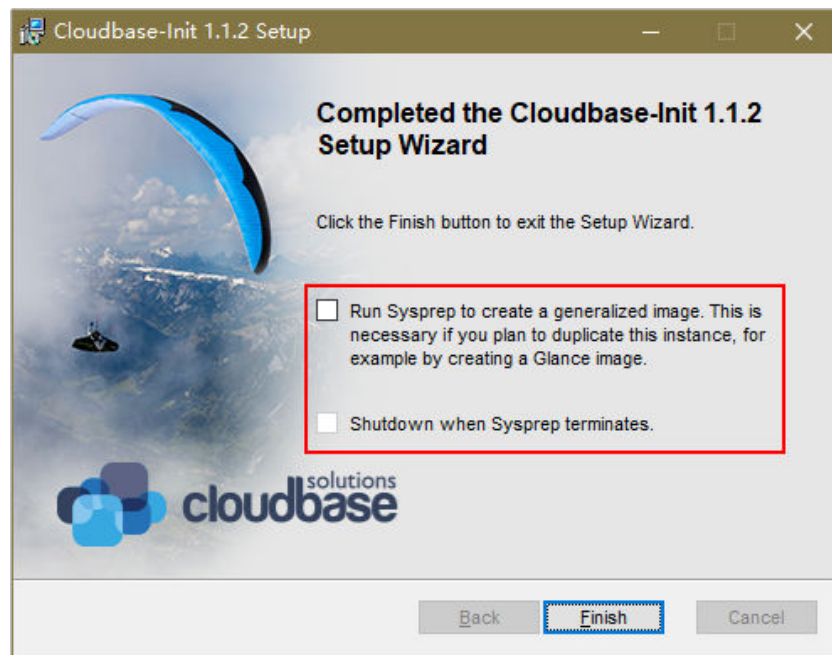 Cloudbase-Init 1.1.2 Setup
Completed the Cloudbase-Init 1.1.2
Setup Wizard
Click the Finish button to exit the Setup Wizard.
Run Sysprep to create a generalized image. This is
necessary if you plan to duplicate this instance, for
example by creating a Glance image.
Shutdown when Sysprep terminates.
solutions
cloudbase
Back
Finish
Cancel